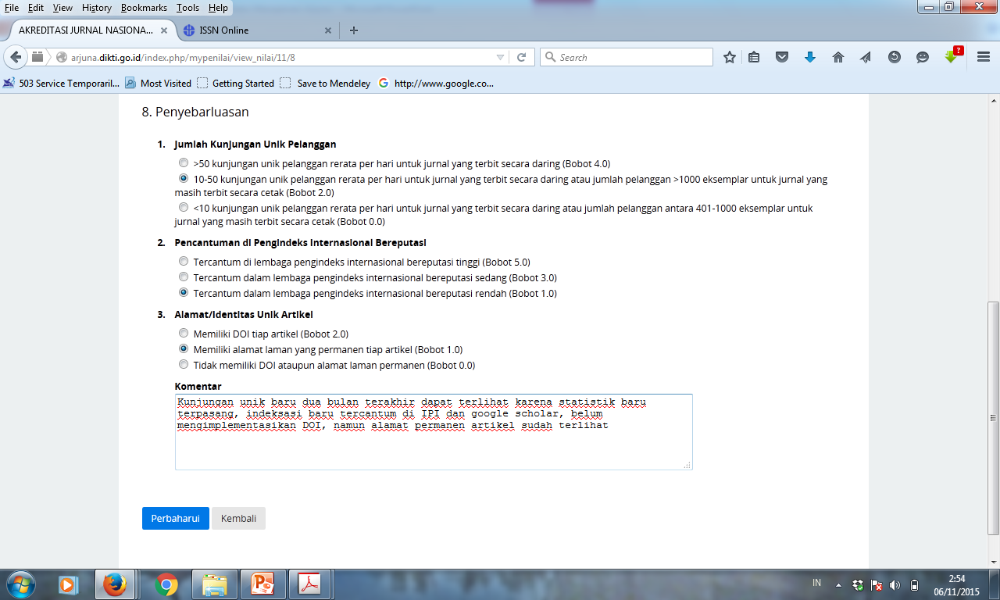 File Edit View History Bookmarks Tools Help
AKREDITASI JURNAL NASIONA... × ISSN Online × +
arjuna.dikti.go.id/index.php/mypenilai/view_nilai/11/8 Search ?
503 Service Temporaril... Most Visited Getting Started Save to Mendeley G http://www.google.co...
8. Penyebarluasan
1. Jumlah Kunjungan Unik Pelanggan
>50 kunjungan unik pelanggan rerata per hari untuk jurnal yang terbit secara daring (Bobot 4.0)
10-50 kunjungan unik pelanggan rerata per hari untuk jurnal yang terbit secara daring atau jumlah pelanggan >1000 eksemplar untuk jurnal yang
masih terbit secara cetak (Bobot 2.0)
<10 kunjungan unik pelanggan rerata per hari untuk jurnal yang terbit secara daring atau jumlah pelanggan antara 401-1000 eksemplar untuk
jurnal yang masih terbit secara cetak (Bobot 0.0)
2. Pencantuman di Pengindeks Internasional Bereputasi
Tercantum di lembaga pengindeks internasional bereputasi tinggi (Bobot 5.0)
Tercantum dalam lembaga pengindeks internasional bereputasi sedang (Bobot 3.0)
Tercantum dalam lembaga pengindeks internasional bereputasi rendah (Bobot 1.0)
3. Alamat/Identitas Unik Artikel
Memiliki DOI tiap artikel (Bobot 2.0)
Memiliki alamat laman yang permanen tiap artikel (Bobot 1.0)
Tidak memiliki DOI ataupun alamat laman permanen (Bobot 0.0)
Komentar
Kunjungan unik baru dua bulan terakhir dapat terlihat karena statistik baru
terpasang, indeksasi baru tercantum di IPI dan google scholar, belum
mengimplementasikan DOI, namun alamat permanen artikel sudah terlihat
Perbaharui Kembali
IN 2:54
06/11/2015